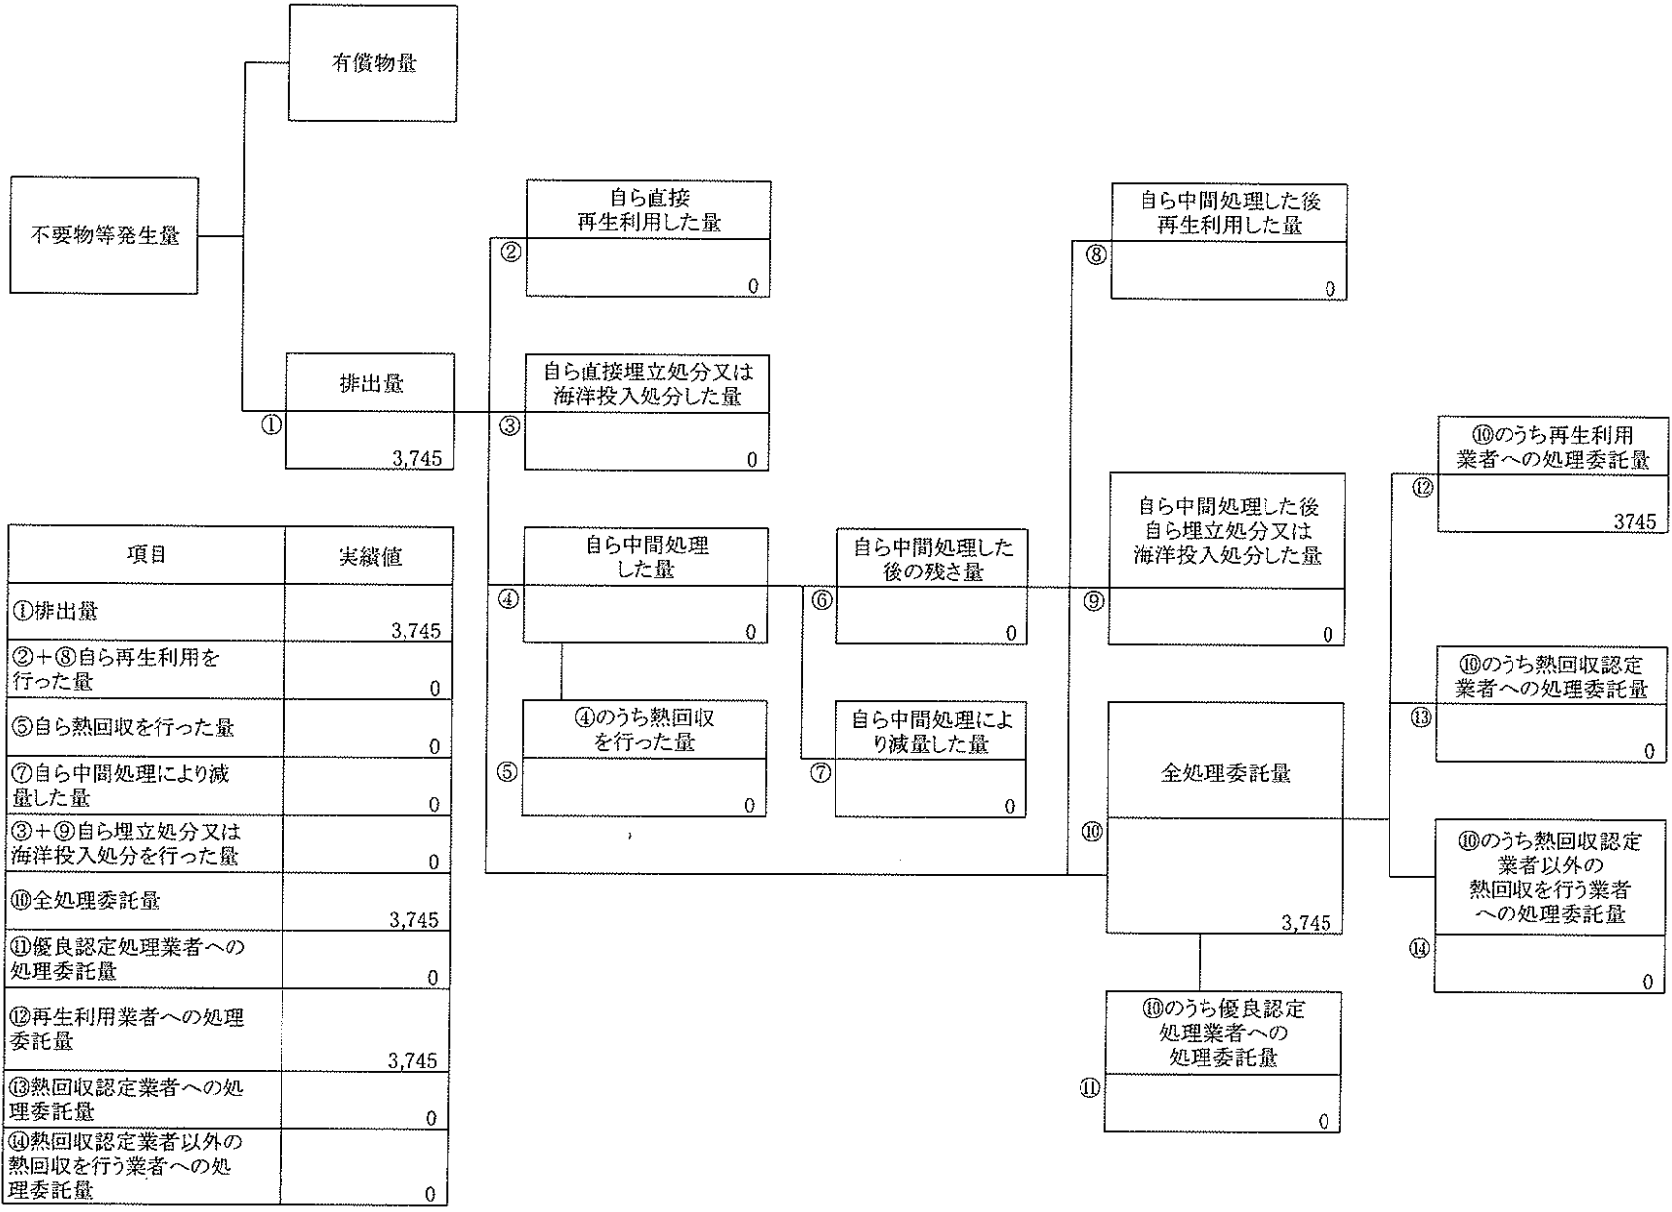 有償物量
不要物等発生量
排出量
①
3,745
自ら直接
再生利用した量
②
0
自ら直接埋立処分又は
海洋投入処分した量
③
0
自ら中間処理
した量
④
0
④のうち熱回収
を行った量
⑤
0
自ら中間処理した
後の残さ量
⑥
0
自ら中間処理によ
り減量した量
⑦
0
自ら中間処理した後
再生利用した量
⑧
0
自ら中間処理した後
自ら埋立処分又は
海洋投入処分した量
⑨
0
全処理委託量
⑩
3,745
⑩のうち優良認定
処理業者への
処理委託量
⑪
0
⑩のうち再生利用
業者への処理委託量
⑫
3745
⑩のうち熱回収認定
業者への処理委託量
⑬
0
⑩のうち熱回収認定
業者以外の
熱回収を行う業者
への処理委託量
⑭
0
項目 実績値
①排出量
3,745
②+⑧自ら再生利用を
行った量
0
⑤自ら熱回収を行った量
0
⑦自ら中間処理により減
量した量
0
③+⑨自ら埋立処分又は
海洋投入処分を行った量
0
⑩全処理委託量
3,745
⑪優良認定処理業者への
処理委託量
0
⑫再生利用業者への処理
委託量
3,745
⑬熱回収認定業者への処
理委託量
0
⑭熱回収認定業者以外の
熱回収を行う業者への処
理委託量
0